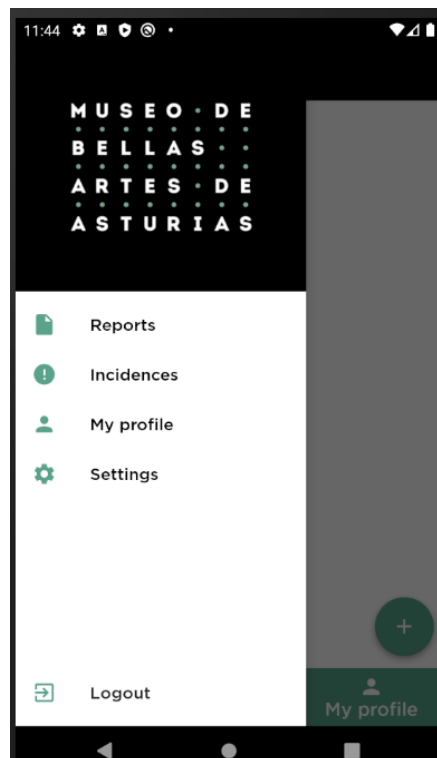 11:44
MUSEO · DE
BELLAS · ·
ARTES · DE
ASTURIAS
Reports
Incidences
My profile
Settings
Logout
+
My profile